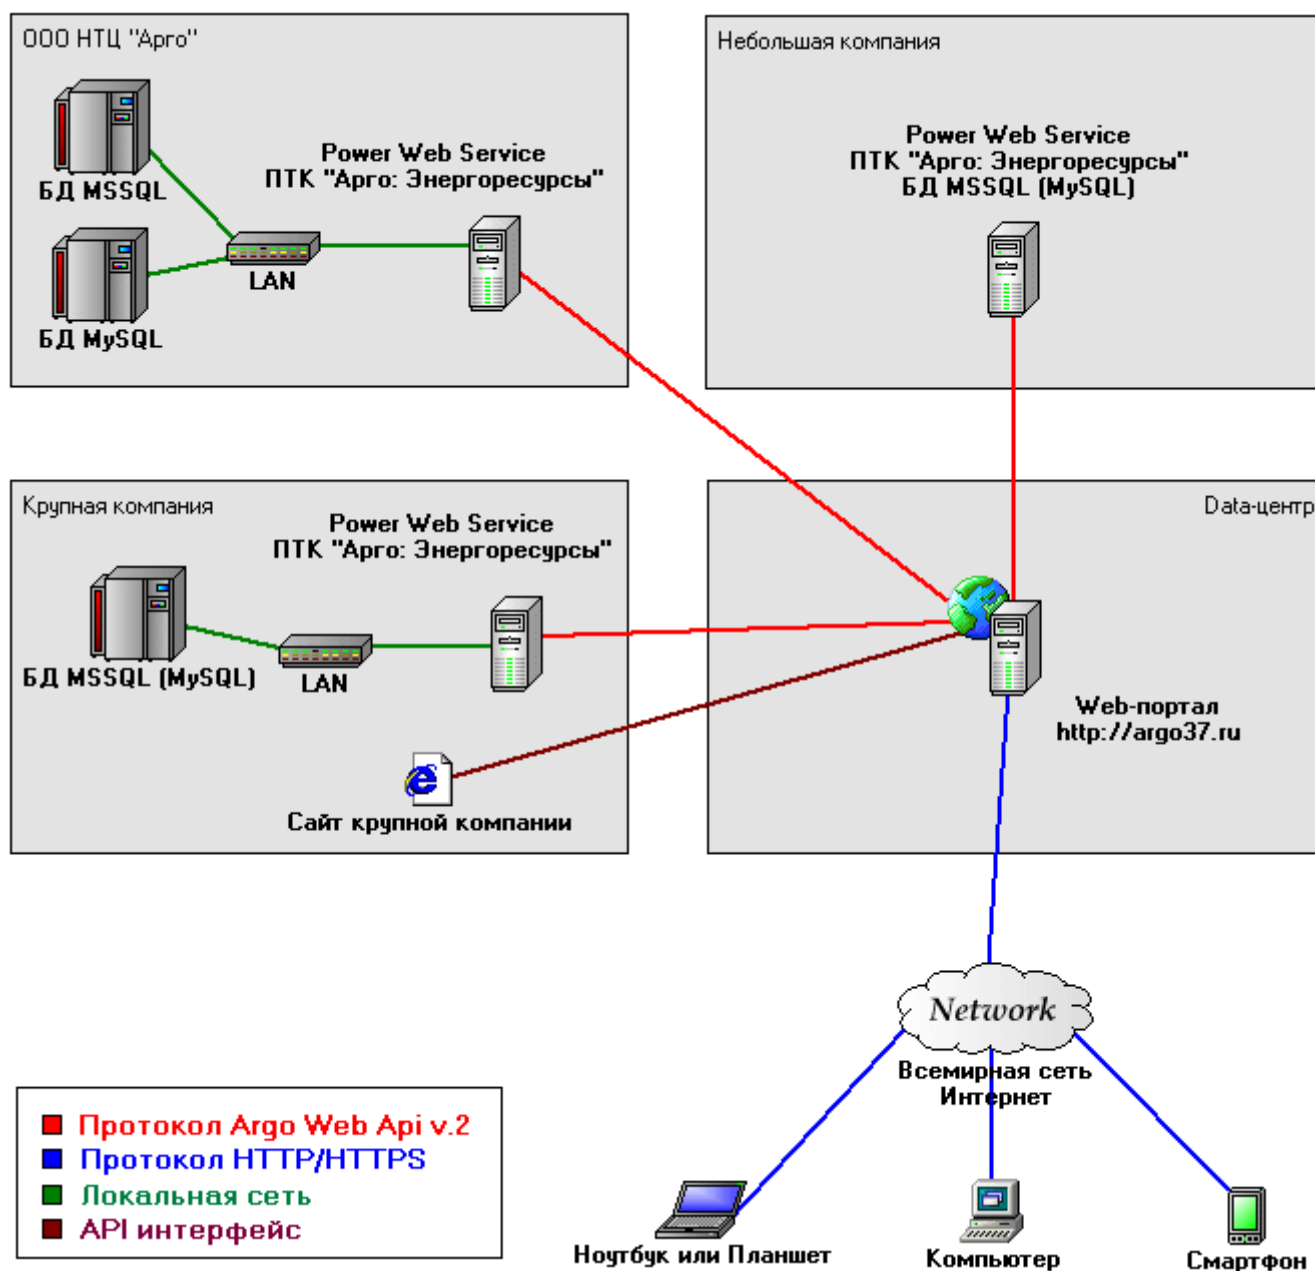 ООО НТЦ "Арго"
Power Web Service
ПТК "Арго: Энергоресурсы"
БД MSSQL
LAN
БД MySQL
Небольшая компания
Power Web Service
ПТК "Арго: Энергоресурсы"
БД MSSQL (MySQL)
Крупная компания
Power Web Service
ПТК "Арго: Энергоресурсы"
БД MSSQL (MySQL)
LAN
Сайт крупной компании
Data-центр
Web-портал
http://argo37.ru
Network
Всемирная сеть
Интернет
Протокол Argo Web Api v.2
Протокол HTTP/HTTPS
Локальная сеть
API интерфейс
Ноутбук или Планшет
Компьютер
Смартфон